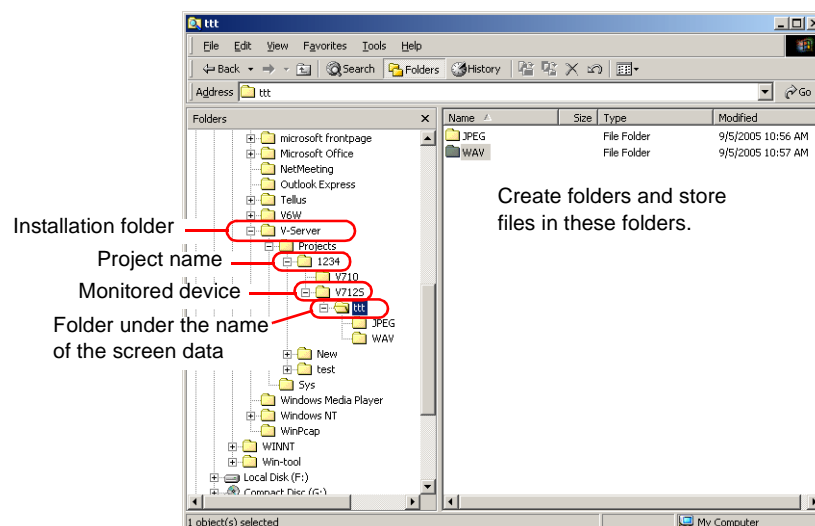 ttt
File Edit View Favorites Tools Help
Back Search Folders History
Address ttt Go
Folders
Name Size Type Modified
JPEG File Folder 9/5/2005 10:56 AM
WAV File Folder 9/5/2005 10:57 AM
Create folders and store
files in these folders.
microsoft frontpage
Microsoft Office
NetMeeting
Outlook Express
Tellus
V6W
Installation folder
V-Server
Projects
Project name
1234
V710
Monitored device
V712S
Folder under the name
of the screen data
ttt
JPEG
WAV
New
test
Sys
Windows Media Player
Windows NT
WinPcap
WINNT
Win-tool
Local Disk (F:)
Compact Disc (G:)
1 object(s) selected
My Computer